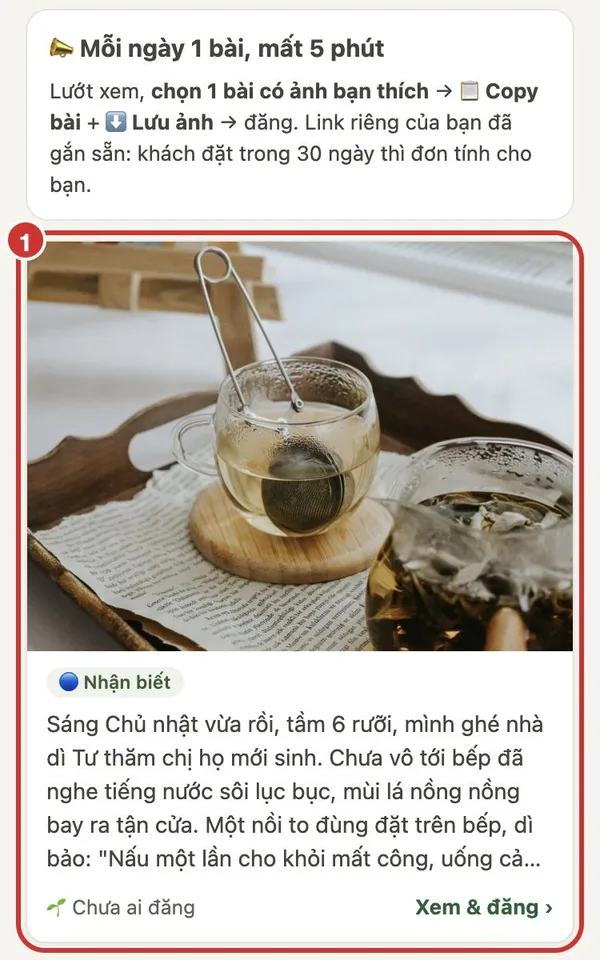 📣 Mỗi ngày 1 bài, mất 5 phút
Lướt xem, chọn 1 bài có ảnh bạn thích → 📋 Copy
bài + ⬇️ Lưu ảnh → đăng. Link riêng của bạn đã
gắn sẵn: khách đặt trong 30 ngày thì đơn tính cho
bạn.
1
🔵 Nhận biết
Sáng Chủ nhật vừa rồi, tầm 6 rưỡi, mình ghé nhà
dì Tư thăm chị họ mới sinh. Chưa vô tới bếp đã
nghe tiếng nước sôi lục bục, mùi lá nồng nồng
bay ra tận cửa. Một nồi to đùng đặt trên bếp, dì
bảo: "Nấu một lần cho khỏi mất công, uống cả...
🌱 Chưa ai đăng
Xem & đăng ›